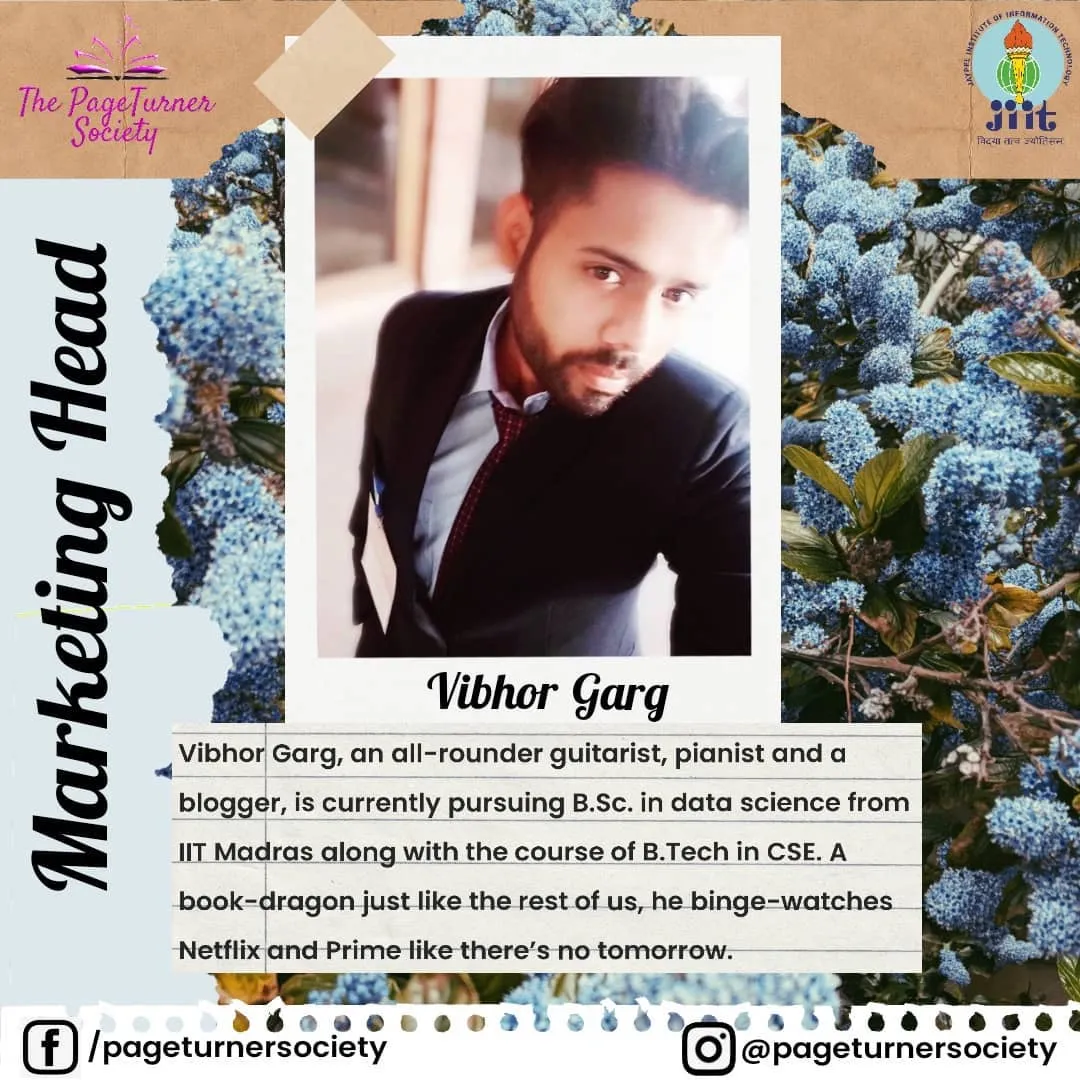 The PageTurner
Society
JAYPEE INSTITUTE OF INFORMATION TECHNOLOGY
jiit
विद्या तत्व ज्योतिसमः
Marketing Head
Vibhor Garg
Vibhor Garg, an all-rounder guitarist, pianist and a
blogger, is currently pursuing B.Sc. in data science from
IIT Madras along with the course of B.Tech in CSE. A
book-dragon just like the rest of us, he binge-watches
Netflix and Prime like there's no tomorrow.
/pageturnersociety
@pageturnersociety